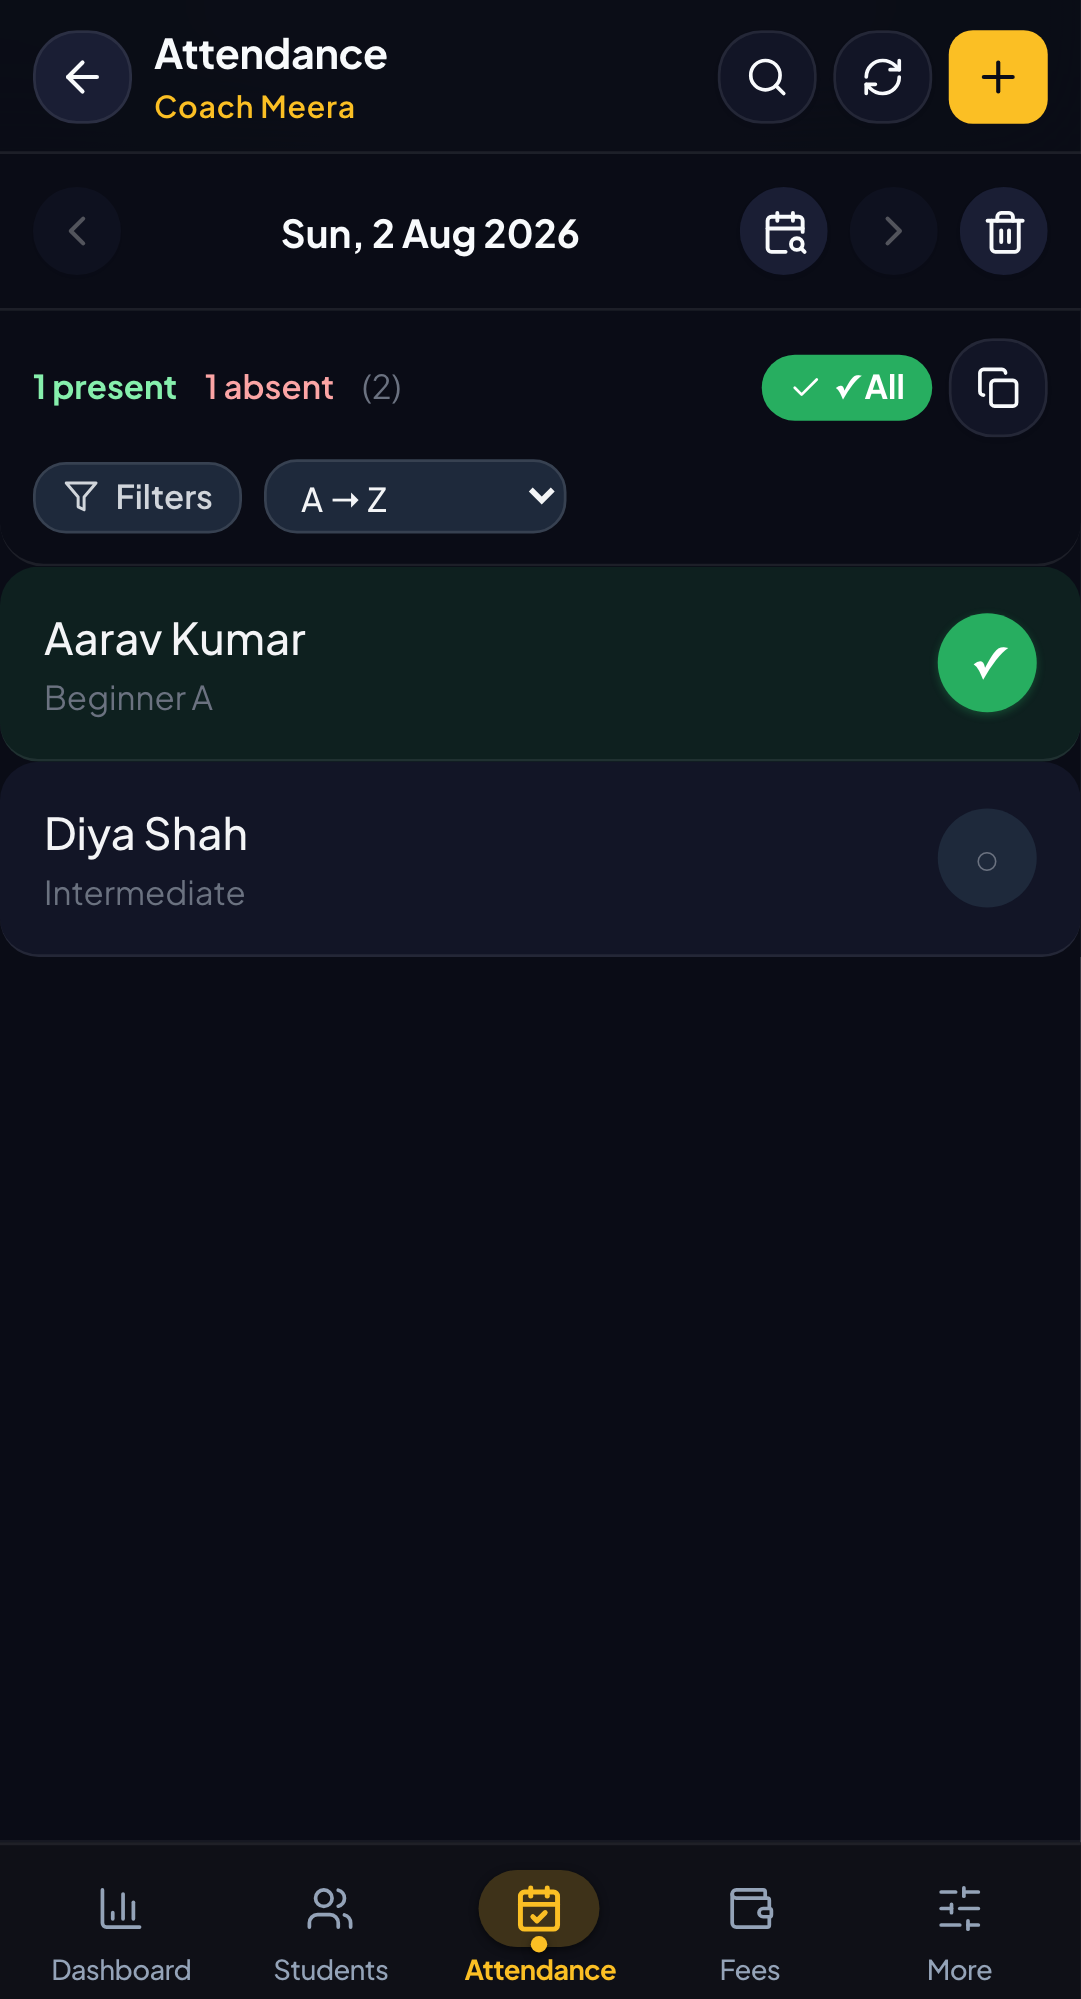 Attendance
Coach Meera
Sun, 2 Aug 2026
1 present 1 absent (2)
✓ ✓ All
Filters
A → Z
Aarav Kumar
Beginner A
✓
Diya Shah
Intermediate
○
Dashboard
Students
Attendance
Fees
More